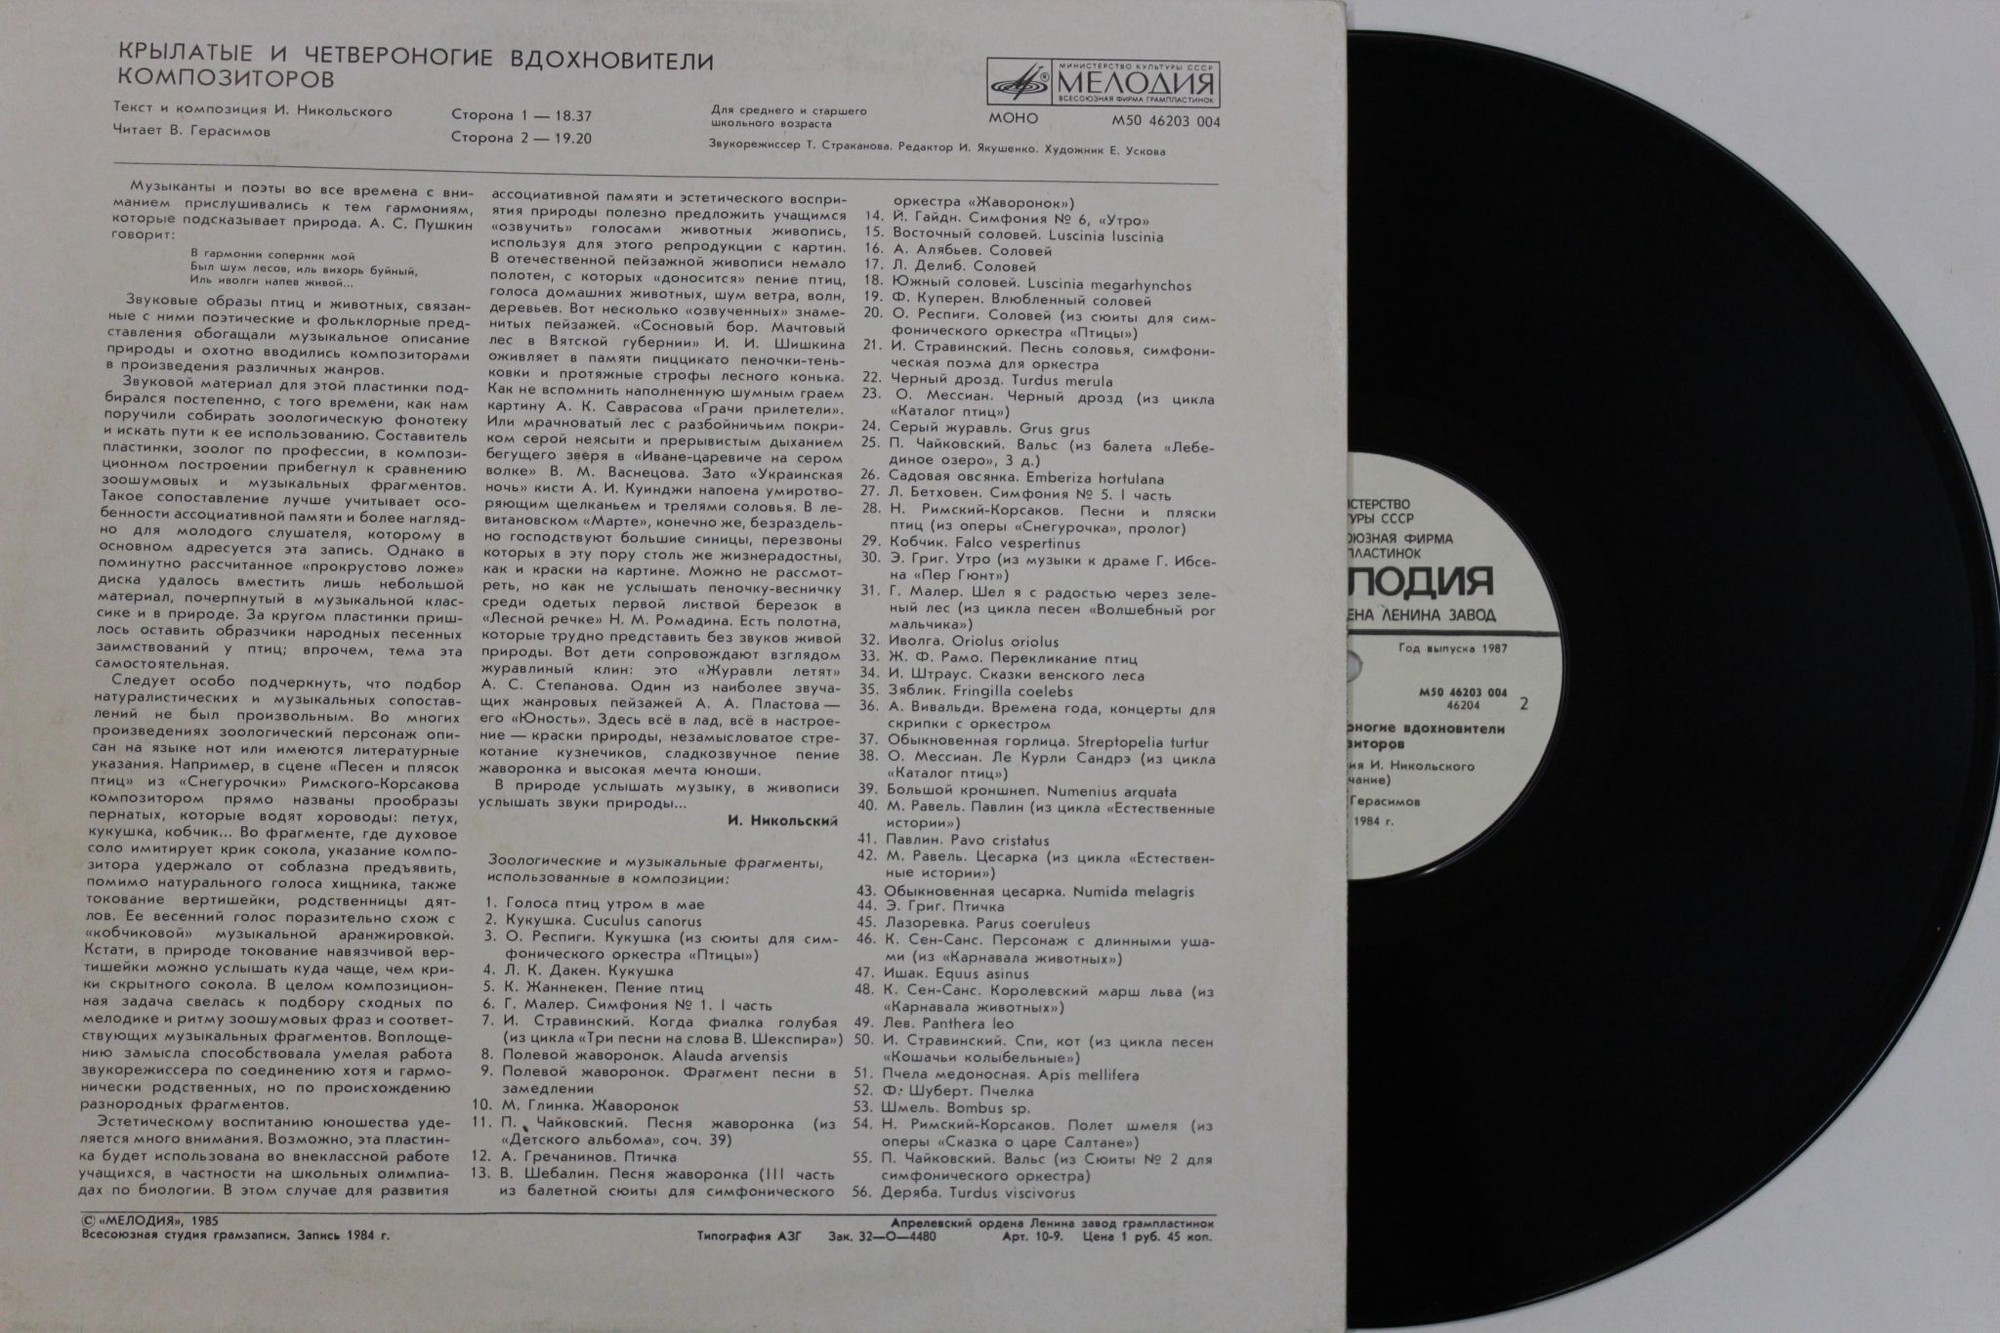 КРЫЛАТЫЕ И ЧЕТВЕРОНОГИЕ ВДОХНОВИТЕЛИ
КОМПОЗИТОРОВ
Текст и композиция И. Никольского
Читает В. Герасимов
Сторона 1 — 18.37
Сторона 2 — 19.20
Для среднего и старшего
школьного возраста
Звукорежиссер Т. Страканова. Редактор И. Якушенко. Художник Е. Ускова
МИНИСТЕРСТВО КУЛЬТУРЫ СССР
МЕЛОДИЯ
ВСЕСОЮЗНАЯ ФИРМА ГРАМПЛАСТИНОК
МОНО
М50 46203 004
Музыканты и поэты во все времена с вни-
манием прислушивались к тем гармониям,
которые подсказывает природа. А. С. Пушкин
говорит:
В гармонии соперник мой
Был шум лесов, иль вихорь буйный,
Иль иволги напев живой...
Звуковые образы птиц и животных, связан-
ные с ними поэтические и фольклорные пред-
ставления обогащали музыкальное описание
природы и охотно вводились композиторами
в произведения различных жанров.
Звуковой материал для этой пластинки под-
бирался постепенно, с того времени, как нам
поручили собирать зоологическую фонотеку
и искать пути к ее использованию. Составитель
пластинки, зоолог по профессии, в компози-
ционном построении прибегнул к сравнению
зоошумовых и музыкальных фрагментов.
Такое сопоставление лучше учитывает осо-
бенности ассоциативной памяти и более нагляд-
но для молодого слушателя, которому в
основном адресуется эта запись. Однако в
поминутно рассчитанное «прокрустово ложе»
диска удалось вместить лишь небольшой
материал, почерпнутый в музыкальной клас-
сике и в природе. За кругом пластинки приш-
лось оставить образчики народных песенных
заимствований у птиц; впрочем, тема эта
самостоятельная.
Следует особо подчеркнуть, что подбор
натуралистических и музыкальных сопостав-
лений не был произвольным. Во многих
произведениях зоологический персонаж опи-
сан на языке нот или имеются литературные
указания. Например, в сцене «Песен и плясок
птиц» из «Снегурочки» Римского-Корсакова
композитором прямо названы прообразы
пернатых, которые водят хороводы: петух,
кукушка, кобчик... Во фрагменте, где духовое
соло имитирует крик сокола, указание компо-
зитора удержало от соблазна предъявить,
помимо натурального голоса хищника, также
токование вертишейки, родственницы дят-
лов. Ее весенний голос поразительно схож с
«кобчиковой» музыкальной аранжировкой.
Кстати, в природе токование навязчивой вер-
тишейки можно услышать куда чаще, чем кри-
ки скрытного сокола. В целом композицион-
ная задача свелась к подбору сходных по
мелодике и ритму зоошумовых фраз и соответ-
ствующих музыкальных фрагментов. Воплоще-
нию замысла способствовала умелая работа
звукорежиссера по соединению хотя и гармо-
нически родственных, но по происхождению
разнородных фрагментов.
Эстетическому воспитанию юношества уде-
ляется много внимания. Возможно, эта пластин-
ка будет использована во внеклассной работе
учащихся, в частности на школьных олимпиа-
дах по биологии. В этом случае для развития
ассоциативной памяти и эстетического воспри-
ятия природы полезно предложить учащимся
«озвучить» голосами животных живопись,
используя для этого репродукции с картин.
В отечественной пейзажной живописи немало
полотен, с которых «доносится» пение птиц,
голоса домашних животных, шум ветра, волн,
деревьев. Вот несколько «озвученных» знаме-
нитых пейзажей. «Сосновый бор. Мачтовый
лес в Вятской губернии» И. И. Шишкина
оживляет в памяти пиццикато пеночки-тень-
ковки и протяжные строфы лесного конька.
Как не вспомнить наполненную шумным граем
картину А. К. Саврасова «Грачи прилетели».
Или мрачноватый лес с разбойничьим покри-
ком серой неясыти и прерывистым дыханием
бегущего зверя в «Иване-царевиче на сером
волке» В. М. Васнецова. Зато «Украинская
ночь» кисти А. И. Куинджи напоена умиротво-
ряющим щелканьем и трелями соловья. В ле-
витановском «Марте», конечно же, безраздель-
но господствуют большие синицы, перезвоны
которых в эту пору столь же жизнерадостны,
как и краски на картине. Можно не рассмот-
реть, но как не услышать пеночку-весничку
среди одетых первой листвой березок в
«Лесной речке» Н. М. Ромадина. Есть полотна,
которые трудно представить без звуков живой
природы. Вот дети сопровождают взглядом
журавлиный клин: это «Журавли летят»
А. С. Степанова. Один из наиболее звуча-
щих жанровых пейзажей А. А. Пластова —
его «Юность». Здесь всё в лад, всё в настрое-
ние — краски природы, незамысловатое стре-
котание кузнечиков, сладкозвучное пение
жаворонка и высокая мечта юноши.
В природе услышать музыку, в живописи
услышать звуки природы...
И. Никольский
Зоологические и музыкальные фрагменты,
использованные в композиции:
1. Голоса птиц утром в мае
2. Кукушка. Cuculus canorus
3. О. Респиги. Кукушка (из сюиты для сим-
фонического оркестра «Птицы»)
4. Л. К. Дакен. Кукушка
5. К. Жаннекен. Пение птиц
6. Г. Малер. Симфония № 1. I часть
7. И. Стравинский. Когда фиалка голубая
(из цикла «Три песни на слова В. Шекспира»)
8. Полевой жаворонок. Alauda arvensis
9. Полевой жаворонок. Фрагмент песни в
замедлении
10. М. Глинка. Жаворонок
11. П. Чайковский. Песня жаворонка (из
«Детского альбома», соч. 39)
12. А. Гречанинов. Птичка
13. В. Шебалин. Песня жаворонка (III часть
из балетной сюиты для симфонического
оркестра «Жаворонок»)
14. Й. Гайдн. Симфония № 6, «Утро»
15. Восточный соловей. Luscinia luscinia
16. А. Алябьев. Соловей
17. Л. Делиб. Соловей
18. Южный соловей. Luscinia megarhynchos
19. Ф. Куперен. Влюбленный соловей
20. О. Респиги. Соловей (из сюиты для сим-
фонического оркестра «Птицы»)
21. И. Стравинский. Песнь соловья, симфони-
ческая поэма для оркестра
22. Черный дрозд. Turdus merula
23. О. Мессиан. Черный дрозд (из цикла
«Каталог птиц»)
24. Серый журавль. Grus grus
25. П. Чайковский. Вальс (из балета «Лебе-
диное озеро», 3 д.)
26. Садовая овсянка. Emberiza hortulana
27. Л. Бетховен. Симфония № 5. I часть
28. Н. Римский-Корсаков. Песни и пляски
птиц (из оперы «Снегурочка», пролог)
29. Кобчик. Falco vespertinus
30. Э. Григ. Утро (из музыки к драме Г. Ибсе-
на «Пер Гюнт»)
31. Г. Малер. Шел я с радостью через зеле-
ный лес (из цикла песен «Волшебный рог
мальчика»)
32. Иволга. Oriolus oriolus
33. Ж. Ф. Рамо. Перекликание птиц
34. И. Штраус. Сказки венского леса
35. Зяблик. Fringilla coelebs
36. А. Вивальди. Времена года, концерты для
скрипки с оркестром
37. Обыкновенная горлица. Streptopelia turtur
38. О. Мессиан. Ле Курли Сандрэ (из цикла
«Каталог птиц»)
39. Большой кроншнеп. Numenius arquata
40. М. Равель. Павлин (из цикла «Естественные
истории»)
41. Павлин. Pavo cristatus
42. М. Равель. Цесарка (из цикла «Естествен-
ные истории»)
43. Обыкновенная цесарка. Numida melagris
44. Э. Григ. Птичка
45. Лазоревка. Parus coeruleus
46. К. Сен-Санс. Персонаж с длинными уша-
ми (из «Карнавала животных»)
47. Ишак. Equus asinus
48. К. Сен-Санс. Королевский марш льва (из
«Карнавала животных»)
49. Лев. Panthera leo
50. И. Стравинский. Спи, кот (из цикла песен
«Кошачьи колыбельные»)
51. Пчела медоносная. Apis mellifera
52. Ф. Шуберт. Пчелка
53. Шмель. Bombus sp.
54. Н. Римский-Корсаков. Полет шмеля (из
оперы «Сказка о царе Салтане»)
55. П. Чайковский. Вальс (из Сюиты № 2 для
симфонического оркестра)
56. Деряба. Turdus viscivorus
© «МЕЛОДИЯ», 1985
Всесоюзная студия грамзаписи. Запись 1984 г.
Типография АЗГ Зак. 32—О—4480
Апрелевский ордена Ленина завод грампластинок
Арт. 10-9. Цена 1 руб. 45 коп.
ИСТЕРСТВО
УРЫ СССР
ОЮЗНАЯ ФИРМА
ПЛАСТИНОК
ЛОДИЯ
ЕНА ЛЕНИНА ЗАВОД
Год выпуска 1987
М50 46203 004
46204
2
оногие вдохновители
зиторов
ия И. Никольского
чание)
Герасимов
1984 г.